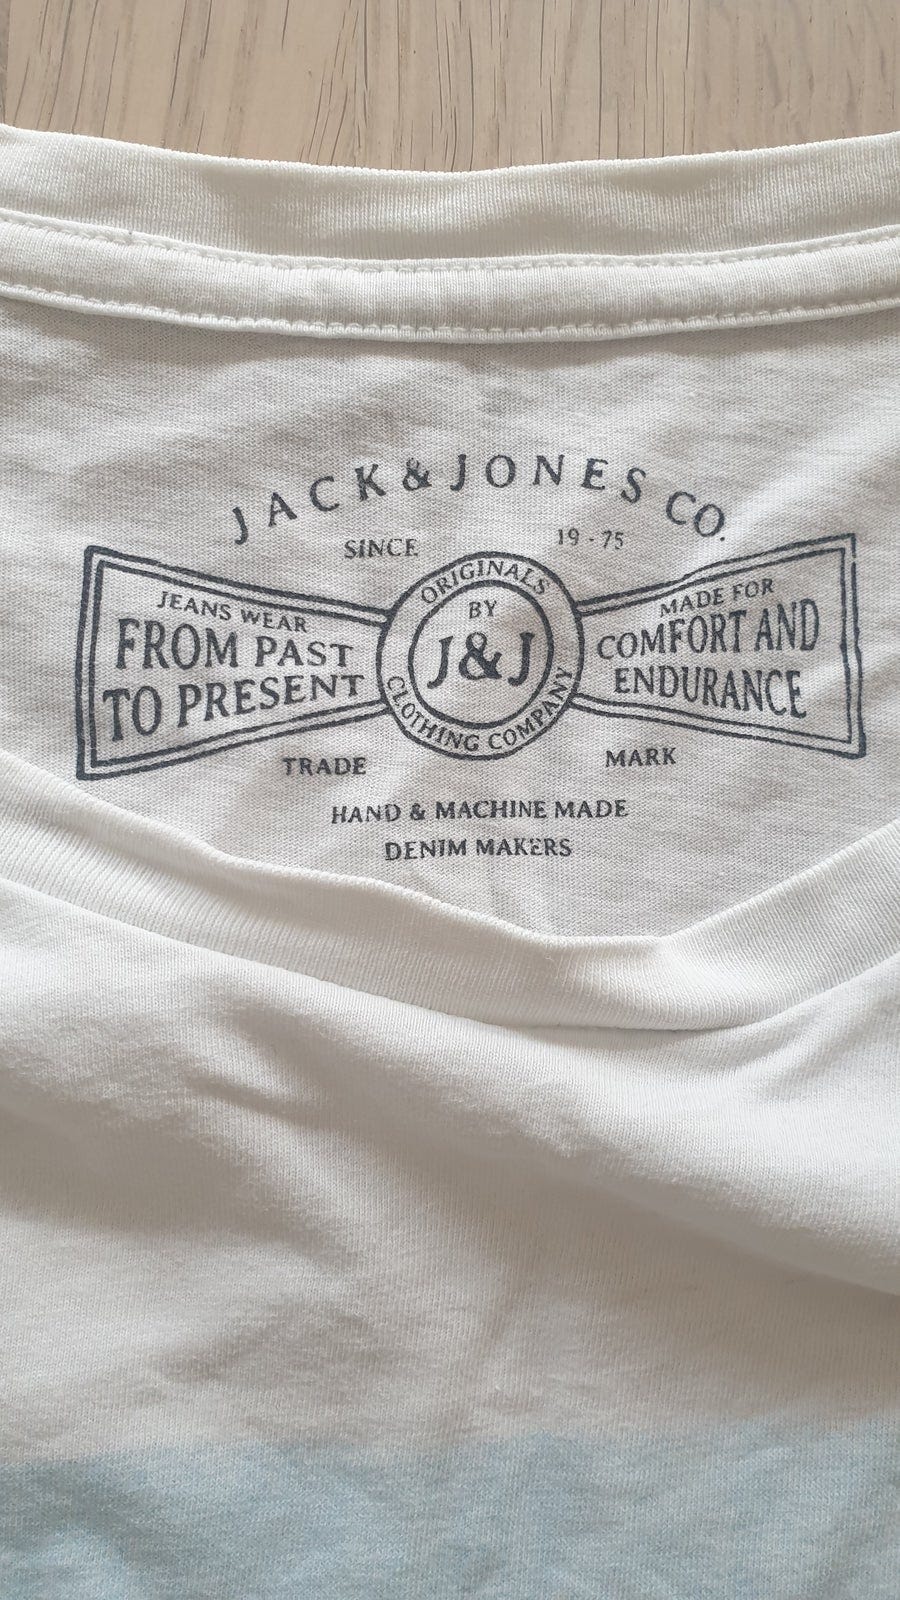 JACK & JONES CO.
SINCE 19-75
JEANS WEAR
FROM PAST
TO PRESENT
ORIGINALS
BY
J&J
CLOTHING COMPANY
MADE FOR
COMFORT AND
ENDURANCE
TRADE MARK
HAND & MACHINE MADE
DENIM MAKERS